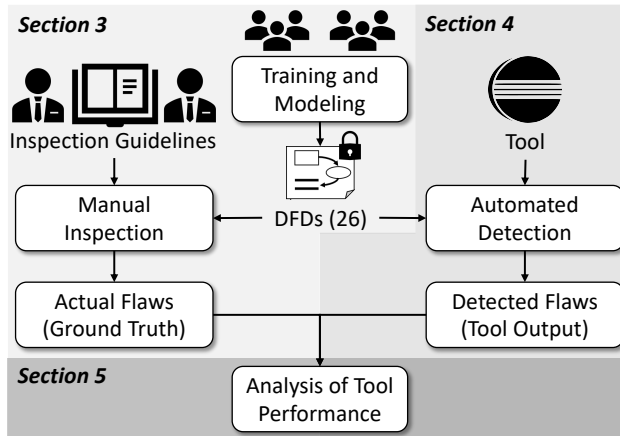 Section 3
Section 4
Training and
Modeling
Inspection Guidelines
Tool
Manual
Inspection
DFDs (26)
Automated
Detection
Actual Flaws
(Ground Truth)
Detected Flaws
(Tool Output)
Section 5
Analysis of Tool
Performance